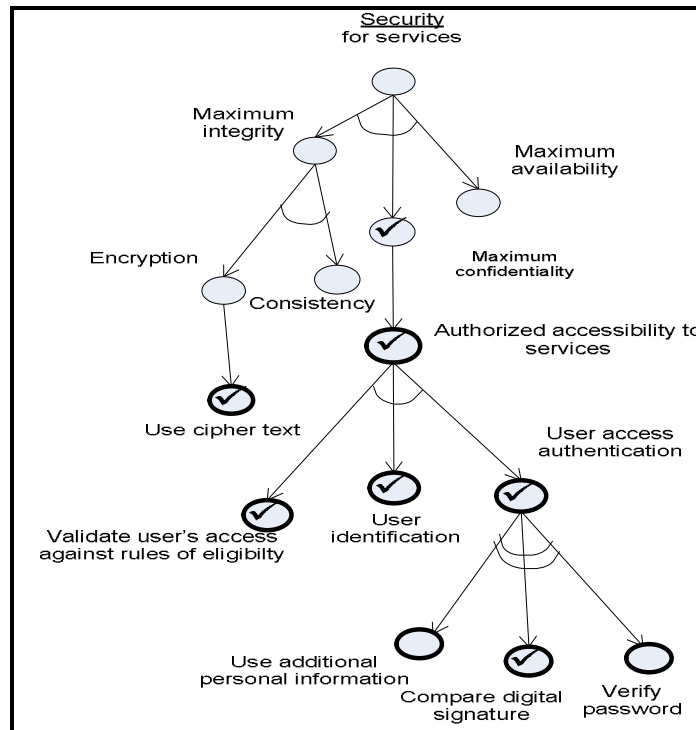 Security
for services
Maximum
integrity
Maximum
availability
Encryption
Consistency
Maximum
confidentiality
Authorized accessibility to
services
Use cipher text
User access
authentication
Validate user's access
against rules of eligibilty
User
identification
Use additional
personal information
Compare digital
signature
Verify
password